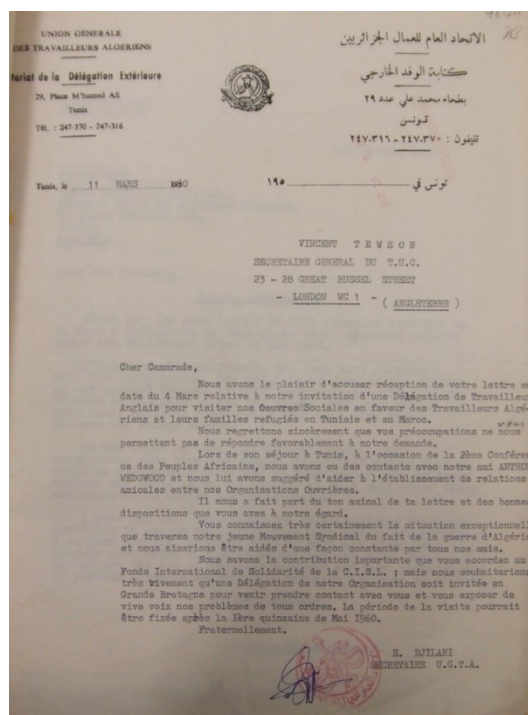 UNION GENERALE
DES TRAVAILLEURS ALGERIENS
tariat de la Délégation Extérieure
29, Place M'hamed Ali
Tunis
Tél. : 247-370 - 247-316
الاتحاد العام للعمال الجزائريين
كتابة الوفد الخارجي
بطحاء محمد علي عدد ٢٩
تونس
تليفون : ٢٤٧٠٣٧٠ - ٢٤٧٠٣١٦
Tunis, le 11 MARS 1960
تونس في ١٩٥
VINCENT TEWSON
SECRETAIRE GENERAL DU T.U.C.
23 - 28 GREAT RUSSEL STREET
- LONDON WC 1 - ( ANGLETERRE )
Cher Camarade,
Nous avons le plaisir d'accuser réception de votre lettre en
date du 4 Mars relative à notre invitation d'une Délégation de Travailleu
Anglais pour visiter nos Oeuvres Sociales en faveur des Travailleurs Algé-
riens et leurs familles refugiés en Tunisie et au Maroc.
Nous regrettons sincèrement que vos préoccupations ne vous
permettent pas de répondre favorablement à notre demande.
Lors de son séjour à Tunis, à l'occasion de la 2ème Conféren
ce des Peuples Africains, nous avons eu des contacts avec notre ami ANTHO
WEDGWOOD et nous lui avons suggéré d'aider à l'établissement de relations
amicales entre nos Organisations Ouvrières.
Il nous a fait part du ton amical de ta lettre et des bonnes
dispositions que vous avez à notre égard.
Vous connaissez très certainement la situation exceptionnell
que traverse notre jeune Mouvement Syndical du fait de la guerre d'Algéri
et nous aimerions être aidés d'une façon constante par tous nos amis.
Nous savons la contribution importante que vous accordez au
Fonds International de Solidarité de la C.I.S.L. ; mais nous souhaiterions
très vivement qu'une Délégation de notre Organisation soit invitée en
Grande Bretagne pour venir prendre contact avec vous et vous exposer de
vive voix nos problèmes de tous ordres. La période de la visite pourrait
être fixée après la 1ère quinzaine de Mai 1960.
Fraternellement.
E. DJILANI
SECRETAIRE U.G.T.A.